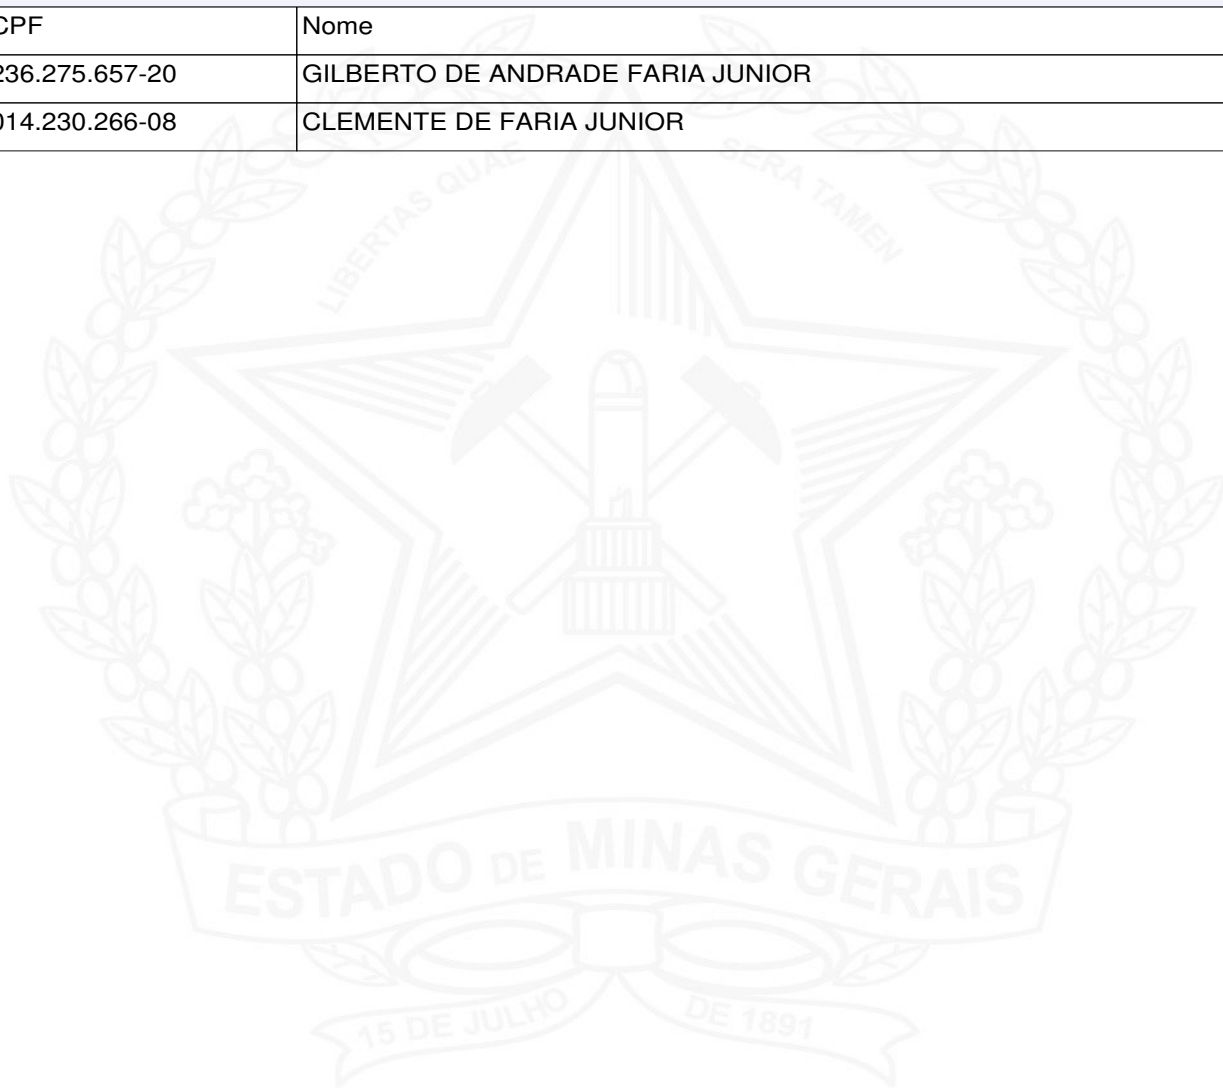 CPF Nome
236.275.657-20 GILBERTO DE ANDRADE FARIA JUNIOR
014.230.266-08 CLEMENTE DE FARIA JUNIOR
LIBERTAS QUAE SERA TAMEN
ESTADO DE MINAS GERAIS
15 DE JULHO DE 1891